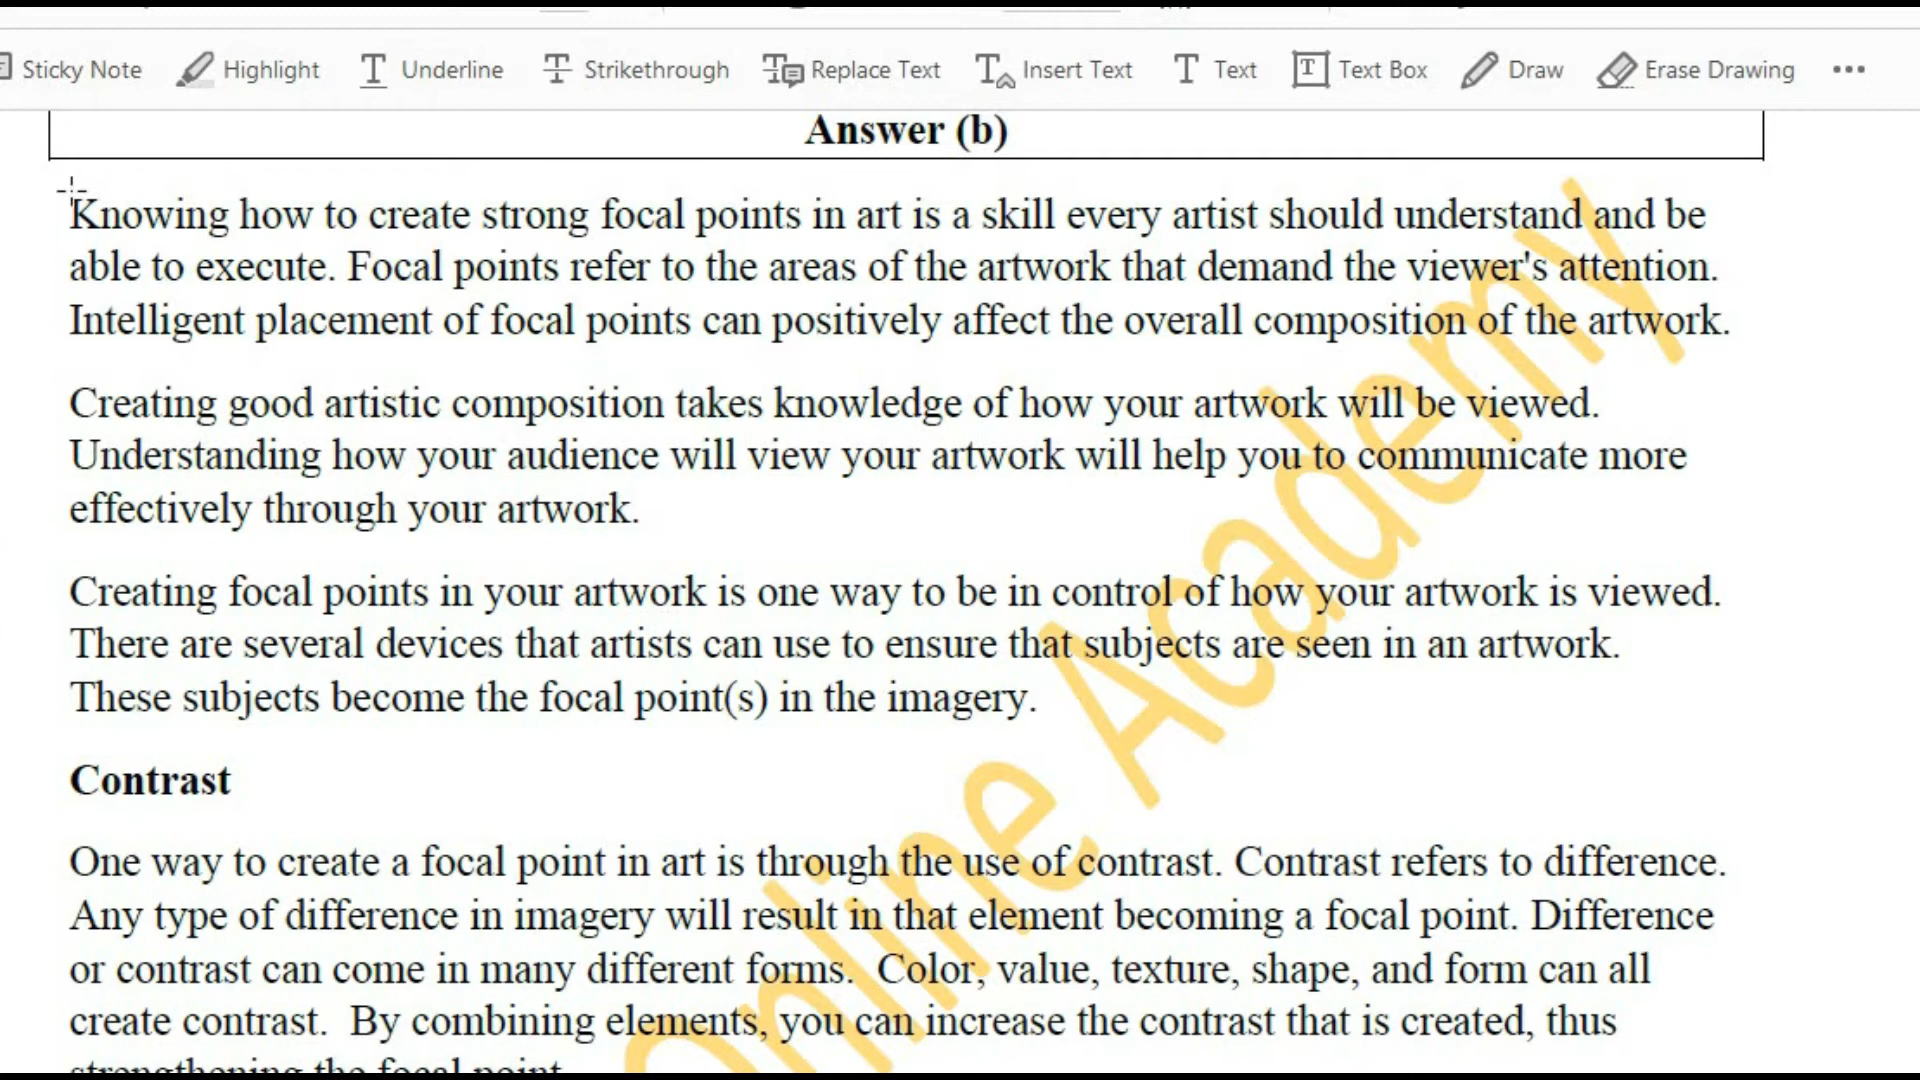 Sticky Note Highlight Underline Strikethrough Replace Text Insert Text Text Text Box Draw Erase Drawing
Answer (b)
Knowing how to create strong focal points in art is a skill every artist should understand and be
able to execute. Focal points refer to the areas of the artwork that demand the viewer's attention.
Intelligent placement of focal points can positively affect the overall composition of the artwork.
Creating good artistic composition takes knowledge of how your artwork will be viewed.
Understanding how your audience will view your artwork will help you to communicate more
effectively through your artwork.
Creating focal points in your artwork is one way to be in control of how your artwork is viewed.
There are several devices that artists can use to ensure that subjects are seen in an artwork.
These subjects become the focal point(s) in the imagery.
Contrast
One way to create a focal point in art is through the use of contrast. Contrast refers to difference.
Any type of difference in imagery will result in that element becoming a focal point. Difference
or contrast can come in many different forms.  Color, value, texture, shape, and form can all
create contrast.  By combining elements, you can increase the contrast that is created, thus
strengthening the focal point.
Online Academy